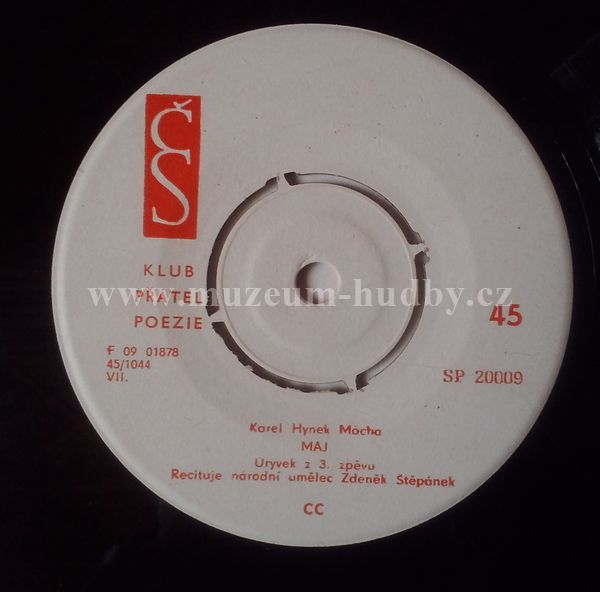 ČS
KLUB
PŘÁTEL
POEZIE
F 09 01878
45/1044
VII.
45
SP 20009
www.muzeum-hudby.cz
Karel Hynek Mácha
MÁJ
Úryvek z 3. zpěvu
Recituje národní umělec Zdeněk Štěpánek
CC